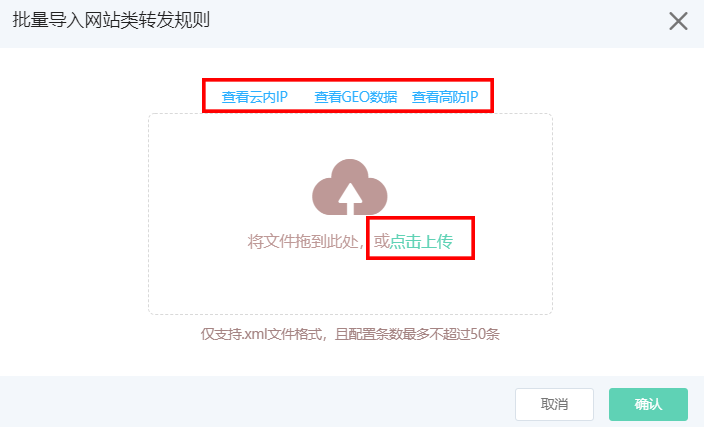 批量导入网站类转发规则
查看云内IP 查看GEO数据 查看高防IP
将文件拖到此处，或点击上传
仅支持.xml文件格式，且配置条数最多不超过50条
取消 确认